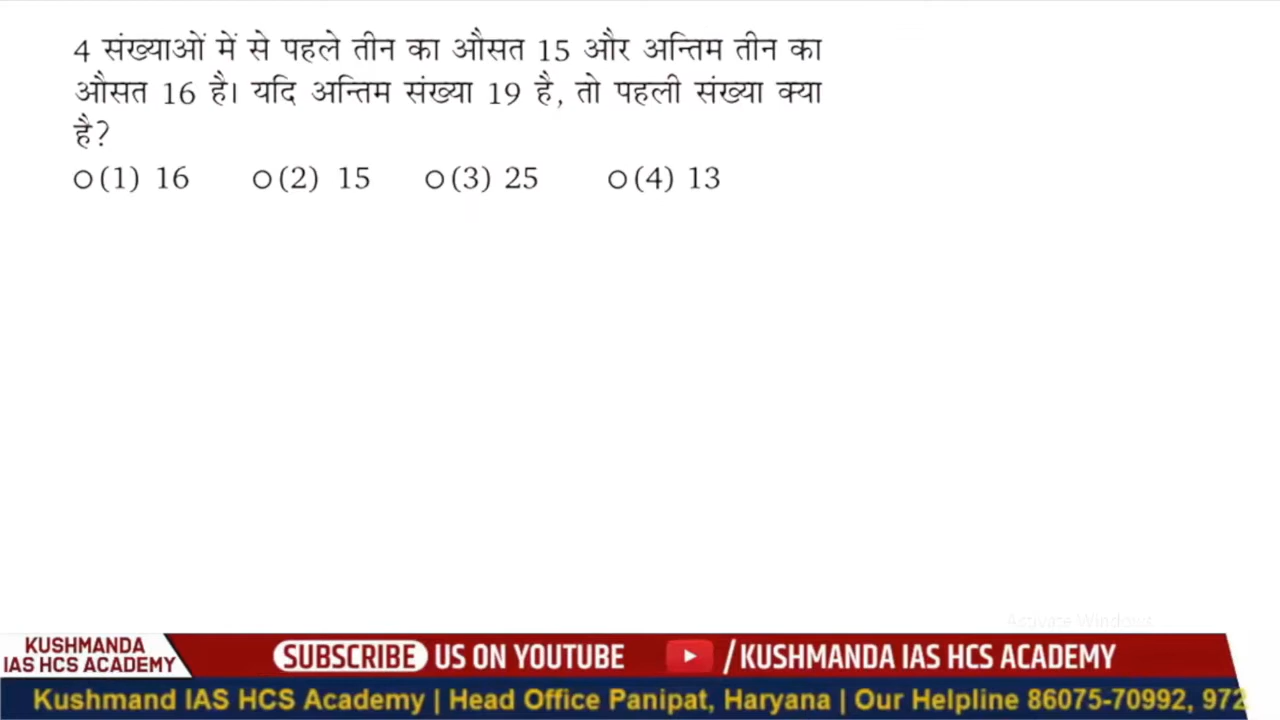 4 संख्याओं में से पहले तीन का औसत 15 और अन्तिम तीन का
औसत 16 है। यदि अन्तिम संख्या 19 है, तो पहली संख्या क्या
है?
(1) 16 (2) 15 (3) 25 (4) 13
Activate Windows
KUSHMANDA
IAS HCS ACADEMY
SUBSCRIBE US ON YOUTUBE /KUSHMANDA IAS HCS ACADEMY
Kushmand IAS HCS Academy | Head Office Panipat, Haryana | Our Helpline 86075-70992, 972